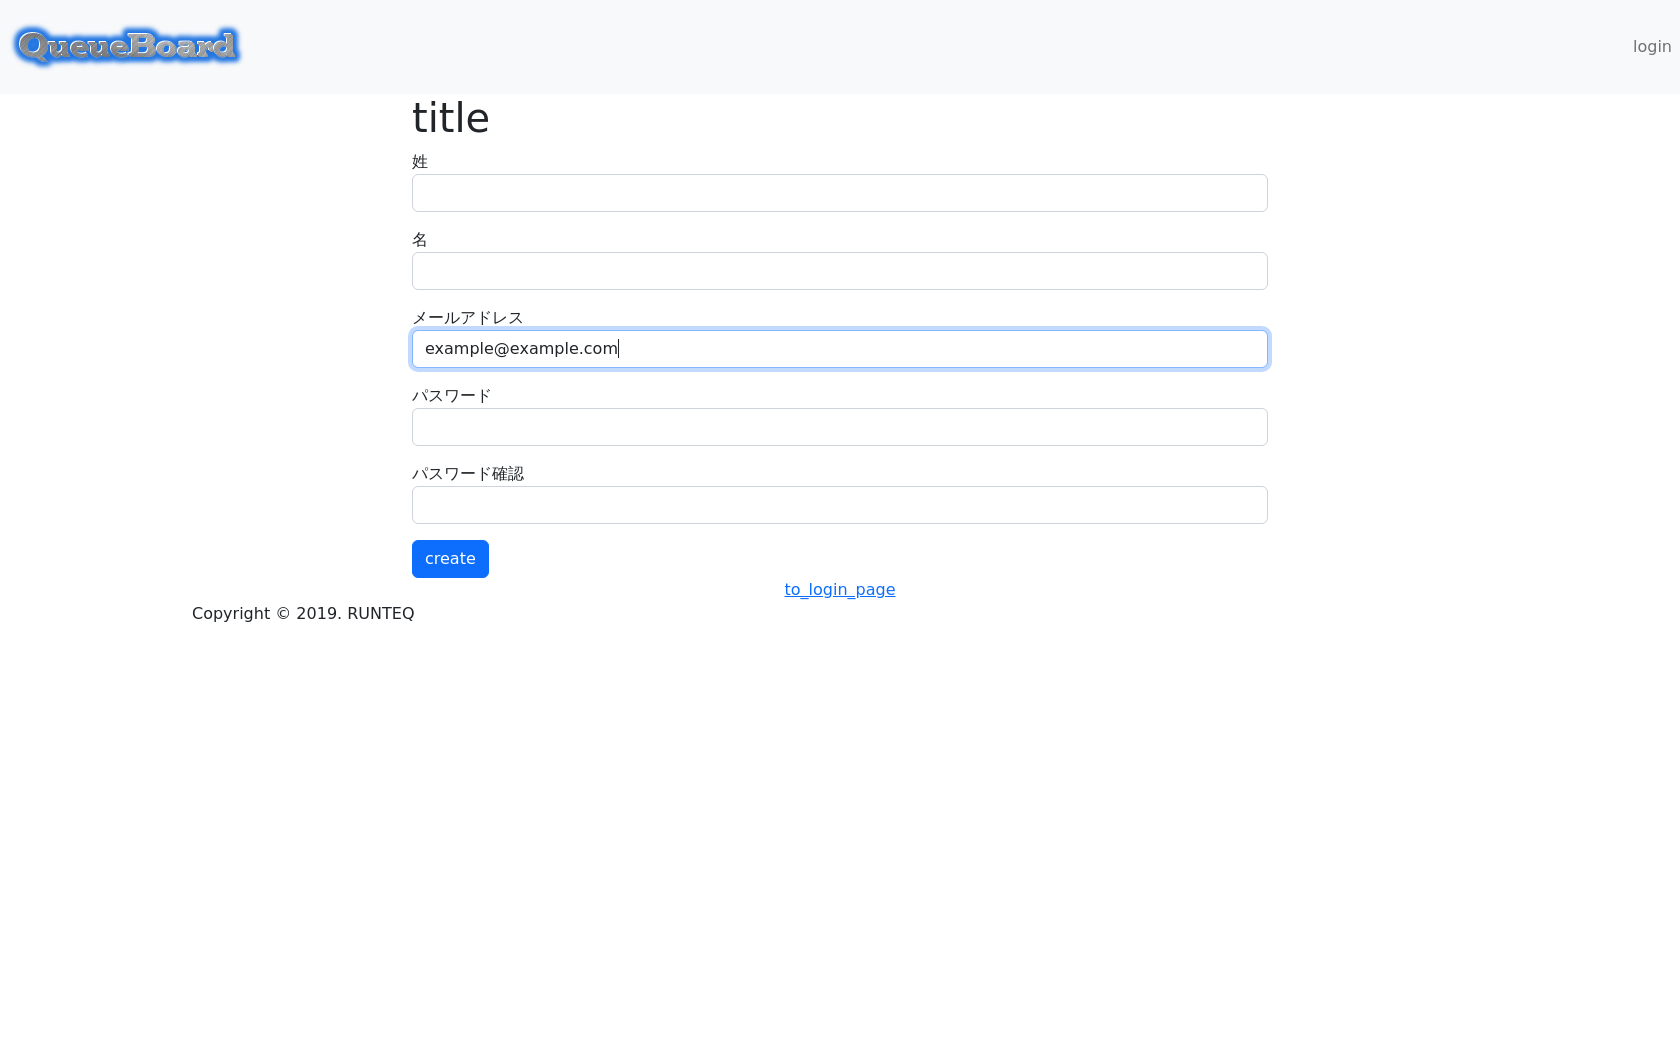 QueueBoard
login
title
姓
名
メールアドレス
example@example.com
パスワード
パスワード確認
create
to_login_page
Copyright © 2019. RUNTEQ